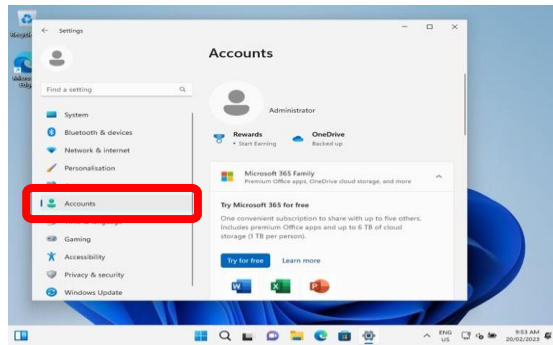 Settings
Accounts
Find a setting
Administrator
System
Bluetooth & devices
Network & internet
Personalisation
Accounts
Gaming
Accessibility
Privacy & security
Windows Update
Rewards
• Start Earning
OneDrive
Backed up
Microsoft 365 Family
Premium Office apps, OneDrive cloud storage, and more
Try Microsoft 365 for free
One convenient subscription to share with up to five others.
Includes premium Office apps and up to 6 TB of cloud
storage (1 TB per person).
Try for free
Learn more
ENG
US
9:53 AM
20/02/2023